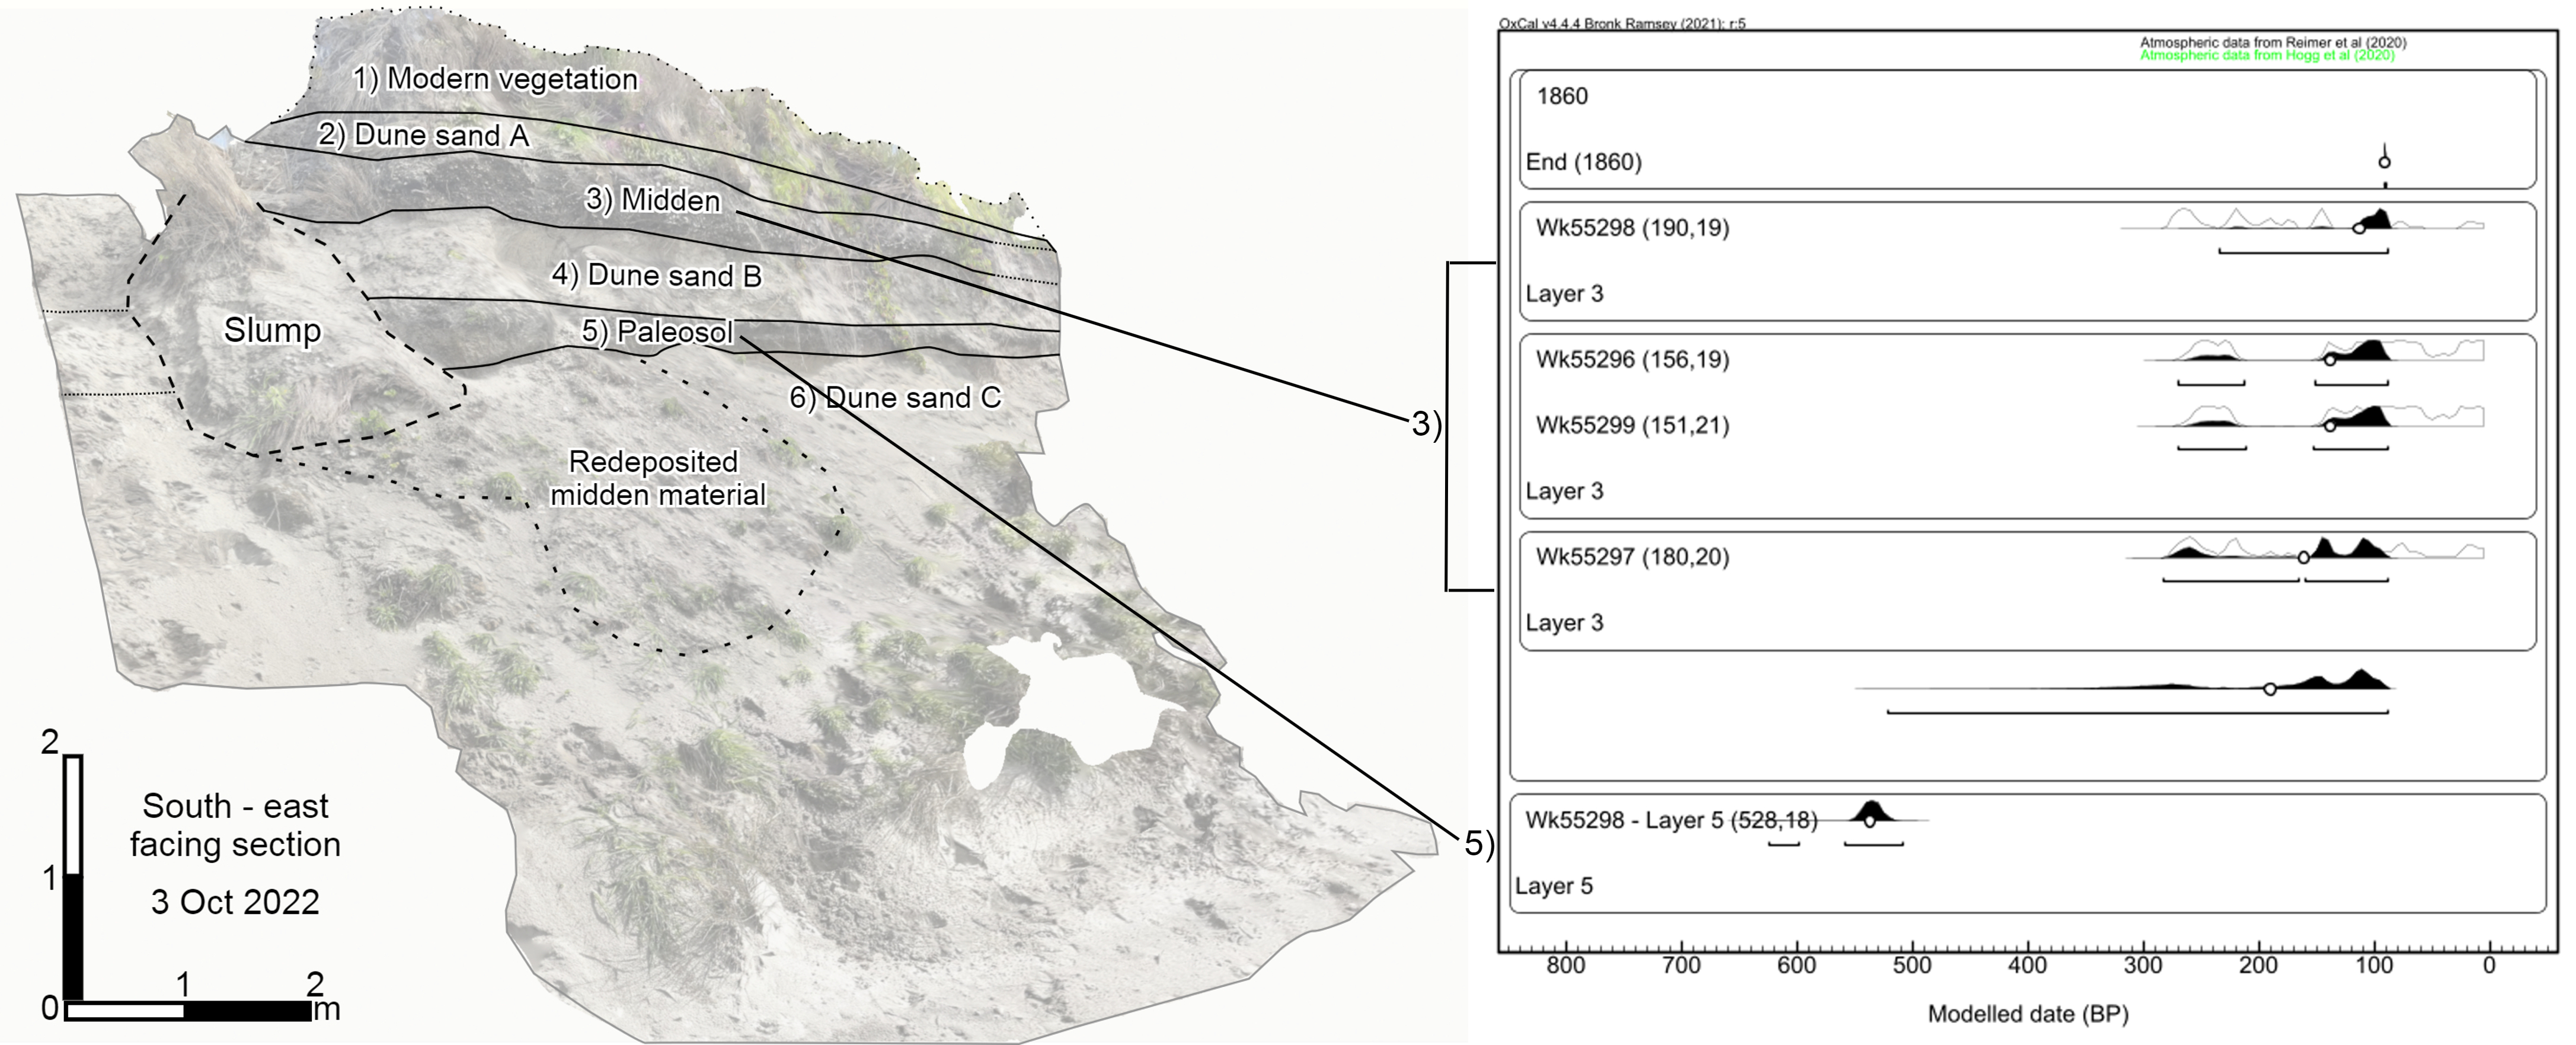 1) Modern vegetation
2) Dune sand A
3) Midden
4) Dune sand B
5) Paleosol
Slump
6) Dune sand C
Redeposited
midden material
South - east
facing section
3 Oct 2022
2
1
0
1
2
m
3)
5)
OxCal v4.4.4 Bronk Ramsey (2021); r:5
Atmospheric data from Reimer et al (2020)
Atmospheric data from Hogg et al (2020)
1860
End (1860)
Wk55298 (190,19)
Layer 3
Wk55296 (156,19)
Wk55299 (151,21)
Layer 3
Wk55297 (180,20)
Layer 3
Wk55298 - Layer 5 (528,18)
Layer 5
800 700 600 500 400 300 200 100 0
Modelled date (BP)